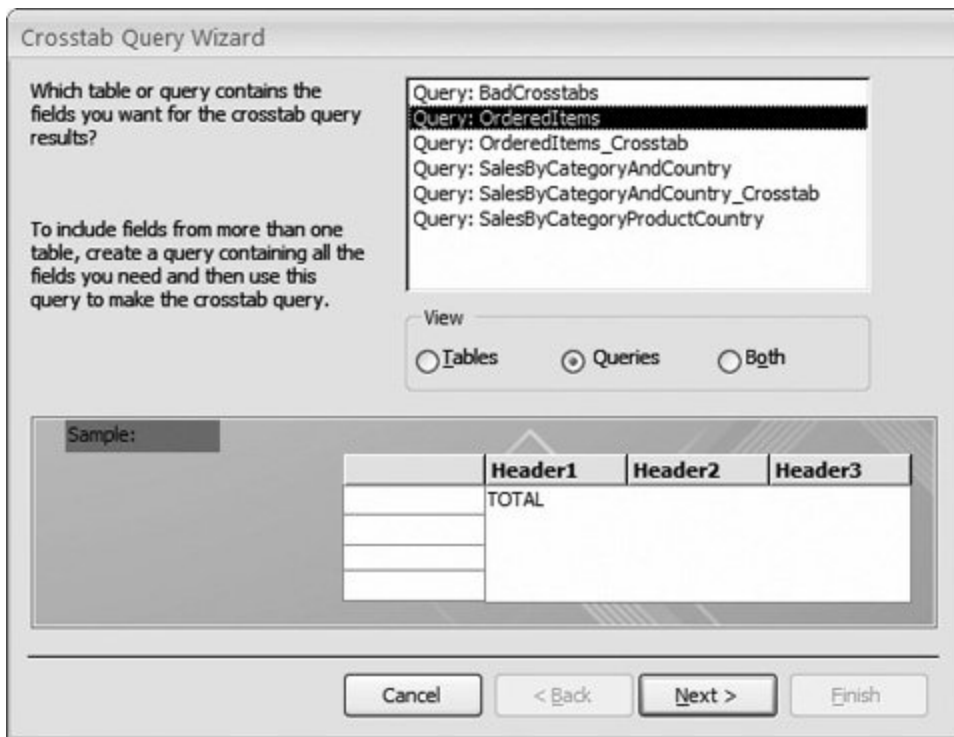 Crosstab Query Wizard
Which table or query contains the
fields you want for the crosstab query
results?
To include fields from more than one
table, create a query containing all the
fields you need and then use this
query to make the crosstab query.
Query: BadCrosstabs
Query: OrderedItems
Query: OrderedItems_Crosstab
Query: SalesByCategoryAndCountry
Query: SalesByCategoryAndCountry_Crosstab
Query: SalesByCategoryProductCountry
View
Tables Queries Both
Sample:
Header1 Header2 Header3
TOTAL
Cancel < Back Next > Finish